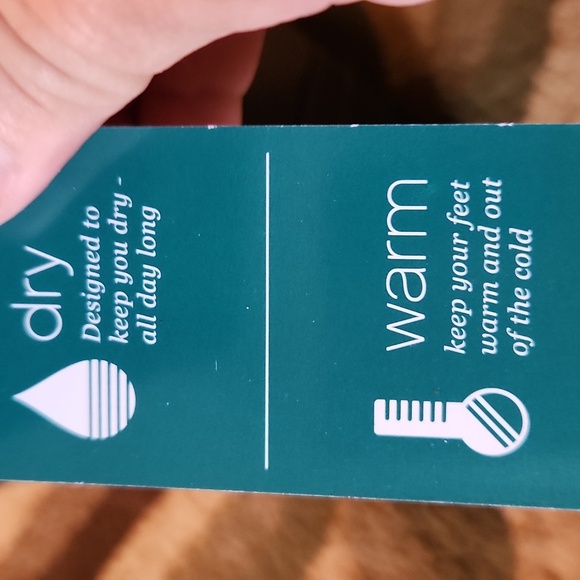 dry
Designed to
keep you dry -
all day long
warm
keep your feet
warm and out
of the cold